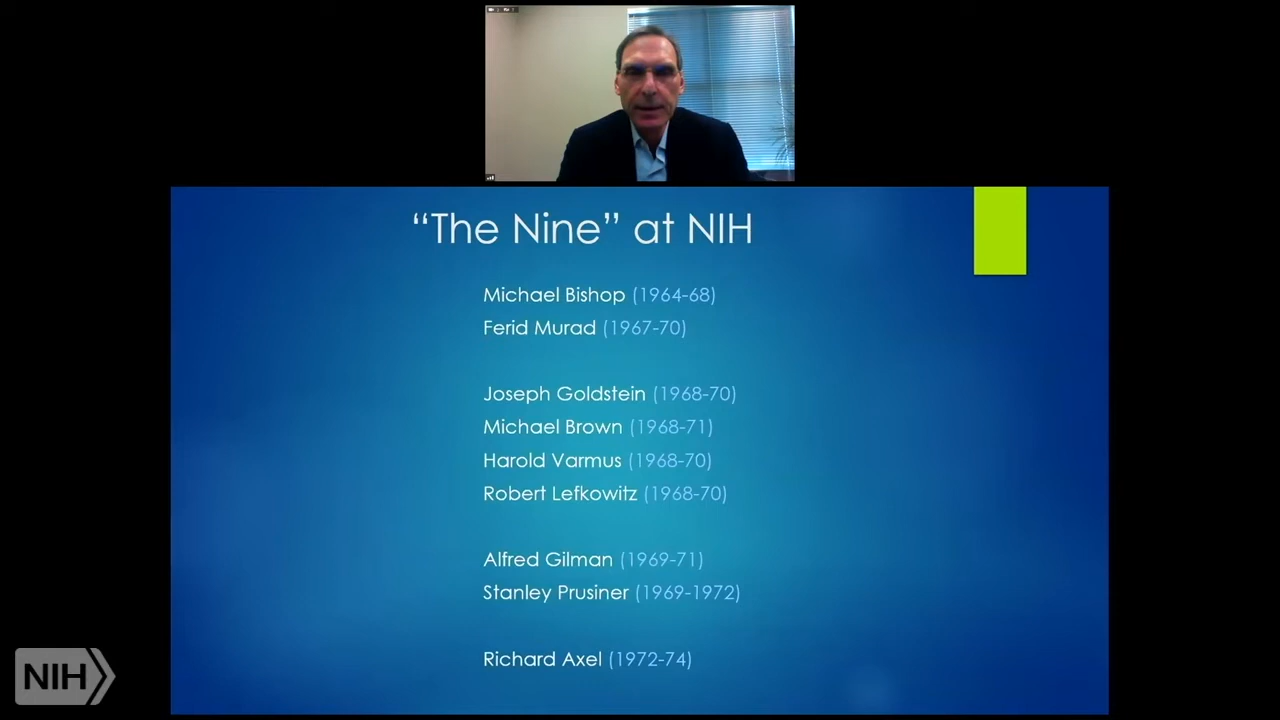 “The Nine” at NIH
Michael Bishop (1964-68)
Ferid Murad (1967-70)
Joseph Goldstein (1968-70)
Michael Brown (1968-71)
Harold Varmus (1968-70)
Robert Lefkowitz (1968-70)
Alfred Gilman (1969-71)
Stanley Prusiner (1969-1972)
Richard Axel (1972-74)
NIH